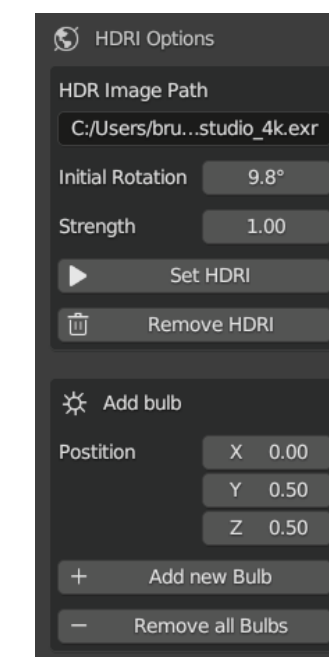 HDRI Options
HDR Image Path
C:/Users/bru...studio_4k.exr
Initial Rotation 9.8°
Strength 1.00
Set HDRI
Remove HDRI
Add bulb
Postition X 0.00
Y 0.50
Z 0.50
Add new Bulb
Remove all Bulbs